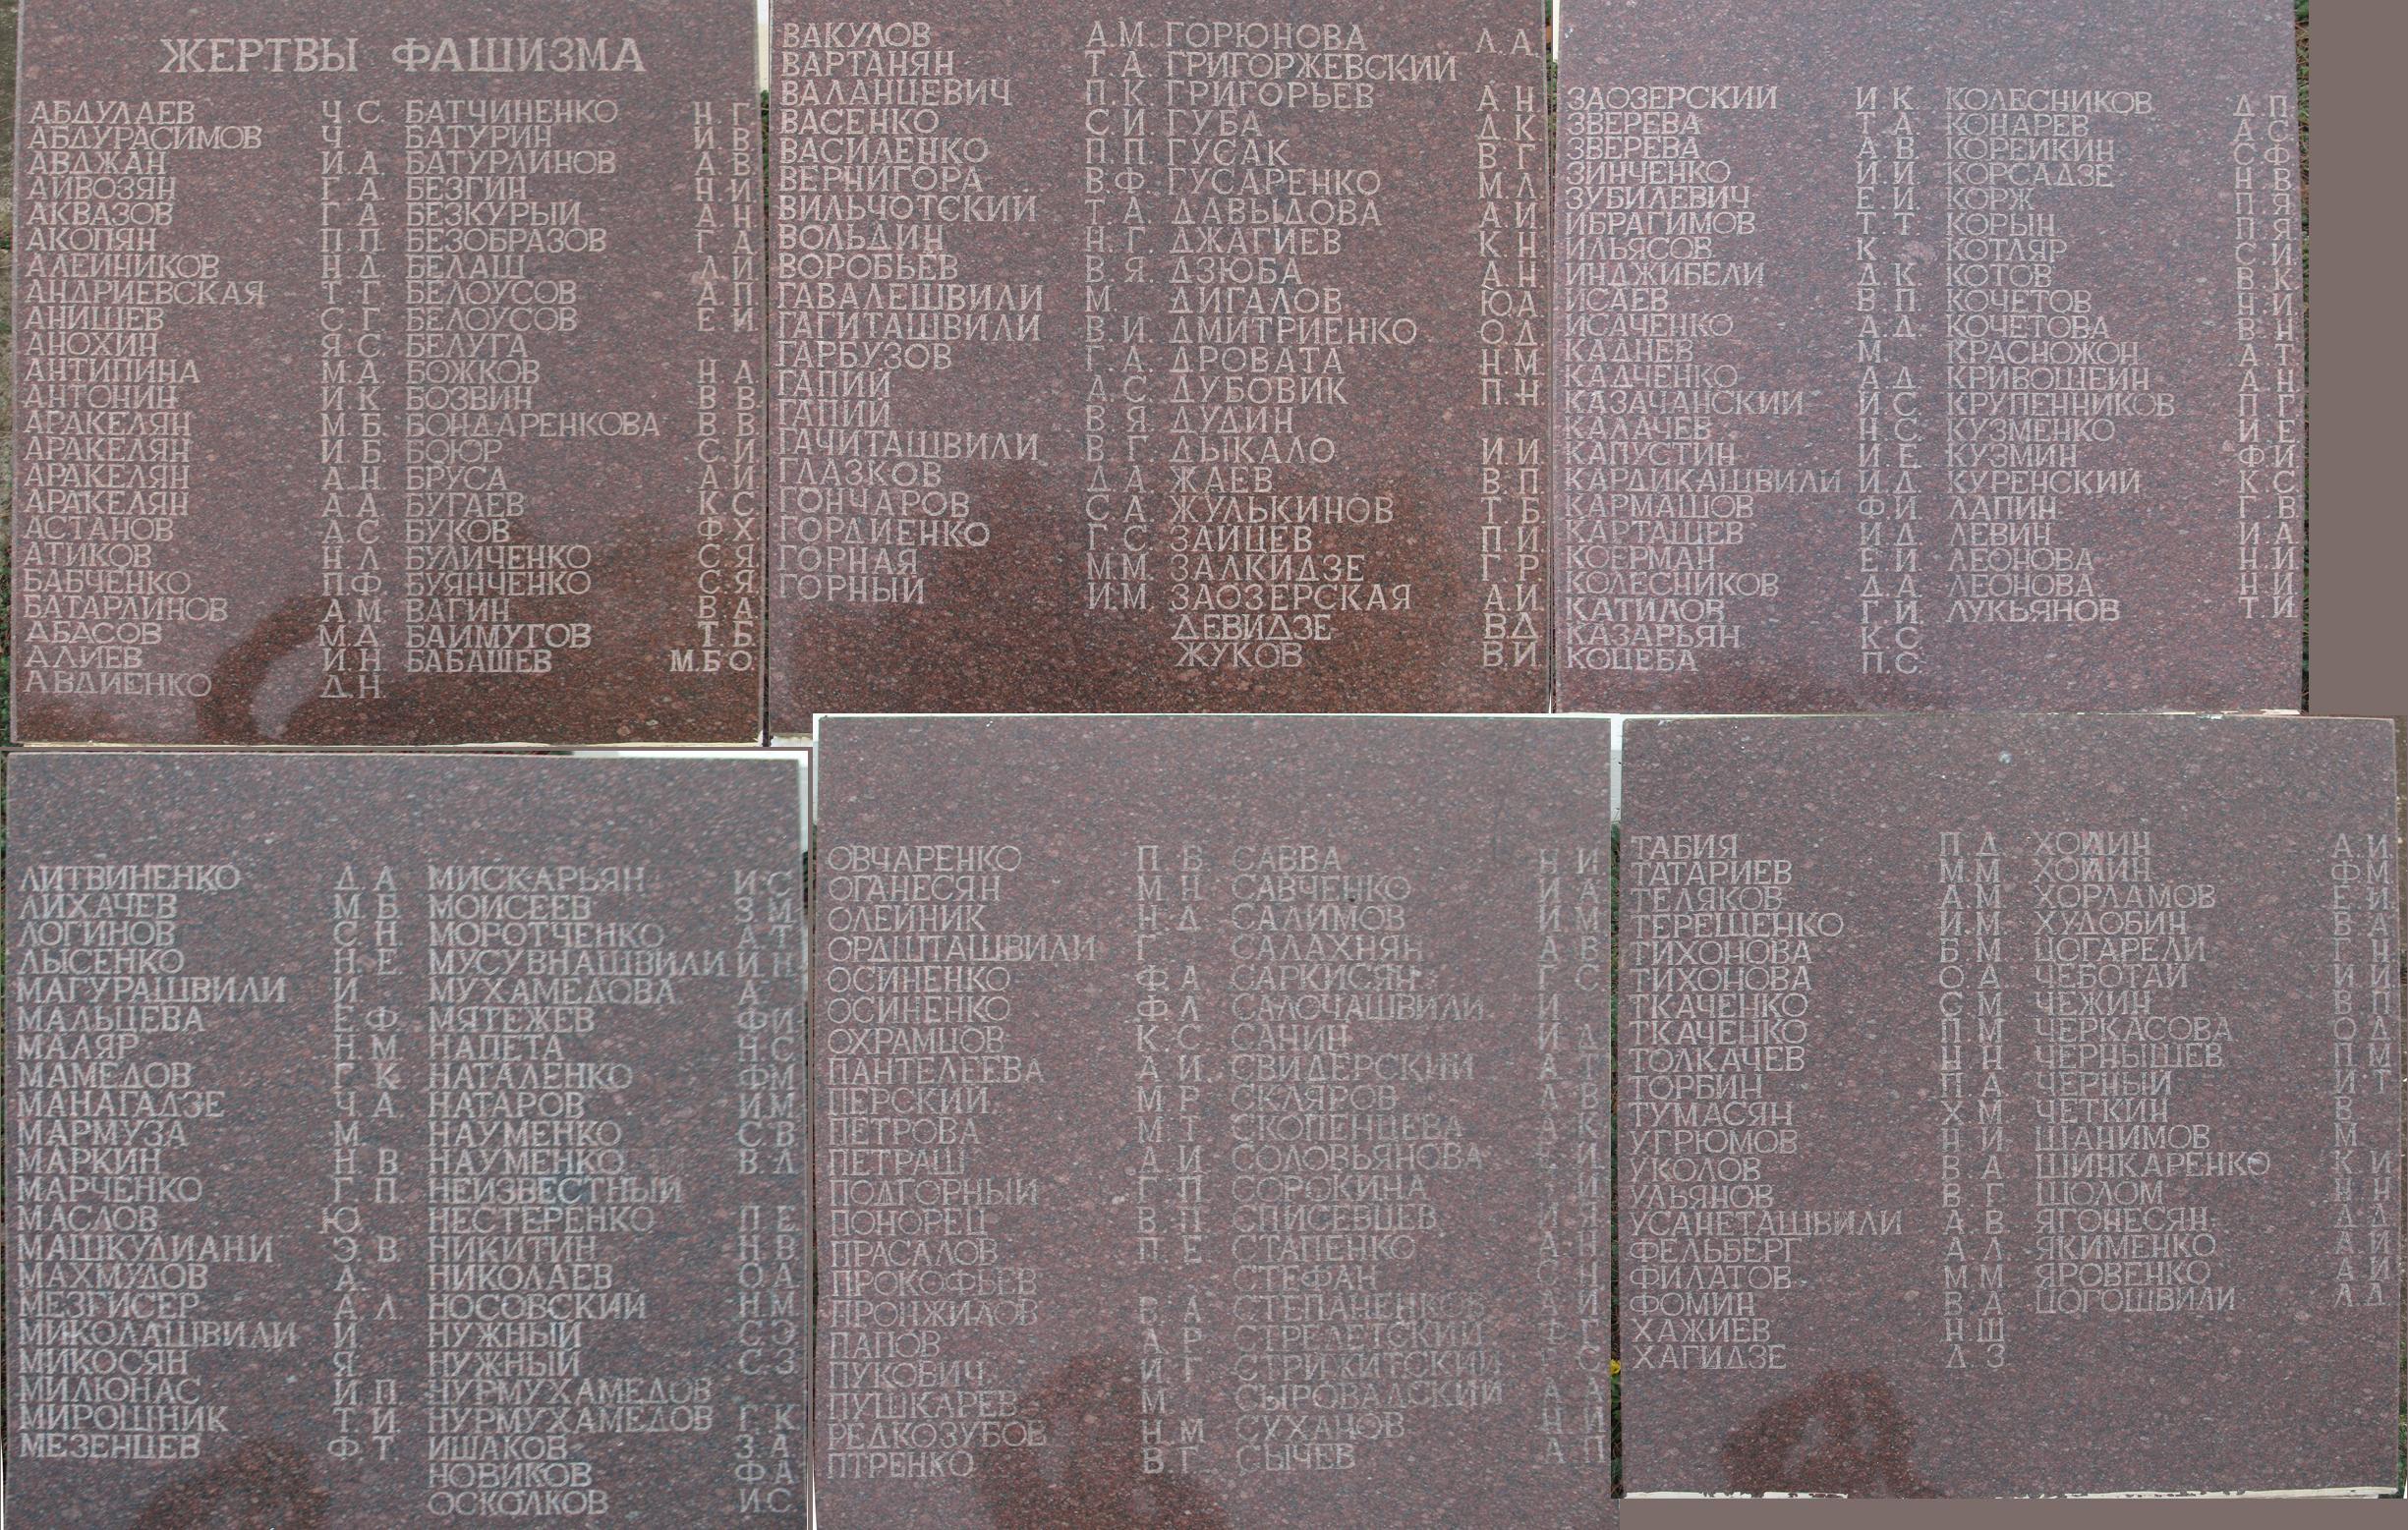 ЖЕРТВЫ ФАШИЗМА
АБДУЛАЕВ Ч. С.
АБДУРАСИМОВ Ч.
АВДЖАН И. А.
АЙВОЗЯН Г. А
АКВАЗОВ Г. А
АКОПЯН П. П.
АЛЕЙНИКОВ Н. Д.
АНДРИЕВСКАЯ Т. Г.
АНИЩЕВ С. Г.
АНОХИН Я С.
АНТИПИНА М. А
АНТОНИН И К
АРАКЕЛЯН М. Б.
АРАКЕЛЯН И. Б
АРАКЕЛЯН А Н
АРАКЕЛЯН А А
АСТАНОВ Д С
АТИКОВ Н Л
БАБЧЕНКО П Ф.
БАТАРЛИНОВ А М.
АБАСОВ М. А
АЛИЕВ И. Н
АВДИЕНКО Д. Н.
БАТЧИНЕНКО Н. Г
БАТУРИН И. В
БАТУРЛИНОВ А В.
БЕЗГИН Н. И
БЕЗКУРЫЙ А Н
БЕЗОБРАЗОВ Г. А
БЕЛАШ Л И
БЕЛОУСОВ А. П
БЕЛОУСОВ Е. И
БЕЛУГА
БОЖКОВ Н А
БОЗВИН В В
БОНДАРЕНКОВА В В
БОЮР С. И
БРУСА А И
БУГАЕВ К С
БУКОВ Ф Х
БУЛИЧЕНКО С Я
БУЯНЧЕНКО С. Я.
ВАГИН В. А
БАИМУГОВ Т. Б
БАБАШЕВ М. Б О.
ВАКУЛОВ А. М.
ВАРТАНЯН Т. А.
ВАЛАНЦЕВИЧ П. К.
ВАСЕНКО С И.
ВАСИЛЕНКО П. П.
ВЕРНИГОРА В. Ф.
ВИЛЬЧОТСКИЙ Т. А
ВОЛЬДИН Н. Г.
ВОРОБЬЕВ В. Я.
ГАВАЛЕШВИЛИ М.
ГАГИТАШВИЛИ В. И.
ГАРБУЗОВ Г. А.
ГАПИЙ А. С.
ГАПИЙ В Я
ГАЧИТАШВИЛИ В. Г.
ГЛАЗКОВ Д А
ГОНЧАРОВ С А.
ГОРДИЕНКО Г. С.
ГОРНАЯ М. М.
ГОРНЫЙ И. М.
ГОРЮНОВА Л. А.
ГРИГОРЖЕВСКИЙ
ГРИГОРЬЕВ А Н.
ГУБА Д К
ГУСАК В Г
ГУСАРЕНКО М. Л
ДАВЫДОВА А. И.
ДЖАГИЕВ К. Н
ДЗЮБА А. Н
ДИГАЛОВ Ю. А
ДМИТРИЕНКО О. Д
ДРОВАТА Н. М
ДУБОВИК П. Н
ДУДИН
ДЫКАЛО И И
ЖАЕВ В. П
ЖУЛЬКИНОВ Т. Б
ЗАЙЦЕВ П. И
ЗАЛКИДЗЕ Г. Р.
ЗАОЗЕРСКАЯ А. И.
ДЕВИДЗЕ В. Д
ЖУКОВ В. И.
ЗАОЗЕРСКИЙ И К.
ЗВЕРЕВА Т. А.
ЗВЕРЕВА А В
ЗИНЧЕНКО И И
ЗУБИЛЕВИЧ Е И.
ИБРАГИМОВ Т. Т
ИЛЬЯСОВ К
ИНДЖИБЕЛИ Д К
ИСАЕВ В П.
ИСАЧЕНКО А. Д.
КАДНЕВ М.
КАДЧЕНКО А Д.
КАЗАЧАНСКИЙ И. С.
КАЛАЧЕВ Н С.
КАПУСТИН И Е
КАРДИКАШВИЛИ И. Д.
КАРМАШОВ Ф И
КАРТАШЕВ И Д
КОЕРМАН Е И.
КОЛЕСНИКОВ Д. А
КАТИЛОВ Г. И.
КАЗАРЬЯН К С
КОЦЕБА П. С.
КОЛЕСНИКОВ Д П
КОНАРЕВ А С
КОРЕЙКИН С Ф
КОРСАДЗЕ Н В
КОРЖ П. Я
КОРЫН П Я
КОТЛЯР С. И
КОТОВ В. К
КОЧЕТОВ Н. И
КОЧЕТОВА В. Н
КРАСНОЖОН А Т
КРИВОШЕИН А. Н
КРУПЕННИКОВ П. Г
КУЗМЕНКО И Е
КУЗМИН Ф И
КУРЕНСКИЙ К С
ЛАПИН Г В
ЛЕВИН И. А
ЛЕОНОВА Н. И
ЛЕОНОВА Н И
ЛУКЬЯНОВ Т И
ЛИТВИНЕНКО Д. А
ЛИХАЧЕВ М. Б.
ЛОГИНОВ С. Н.
ЛЫСЕНКО Н. Е.
МАГУРАШВИЛИ И.
МАЛЬЦЕВА Е Ф.
МАЛЯР Н. М.
МАМЕДОВ Г. К
МАНАГАДЗЕ Ч А.
МАРМУЗА М.
МАРКИН Н В.
МАРЧЕНКО Г. П.
МАСЛОВ Ю.
МАШКУДИАНИ Э. В.
МАХМУДОВ А.
МЕЗГИСЕР А Л
МИКОЛАШВИЛИ И
МИКОСЯН Я
МИЛЮНАС И П
МИРОШНИК Т. И.
МЕЗЕНЦЕВ Ф. Т.
МИСКАРЬЯН И С
МОИСЕЕВ З. М
МОРОТЧЕНКО А Т
МУСУВНАШВИЛИ И Н
МУХАМЕДОВА А
МЯТЕЖЕВ Ф И
НАПЕТА Н. С
НАТАЛЕНКО Ф М
НАТАРОВ И М
НАУМЕНКО С. В
НАУМЕНКО В. Л
НЕИЗВЕСТНЫЙ
НЕСТЕРЕНКО П Е
НИКИТИН Н В
НИКОЛАЕВ О. А
НОСОВСКИЙ Н. М
НУЖНЫЙ С. Э
НУЖНЫЙ С. З
НУРМУХАМЕДОВ
НУРМУХАМЕДОВ Г. К
ИШАКОВ З. А
НОВИКОВ Ф А
ОСКОЛКОВ И С.
ОВЧАРЕНКО П Б
ОГАНЕСЯН М Н
ОЛЕЙНИК Н. Д
ОРДШТАШВИЛИ Г
ОСИНЕНКО Ф. А
ОСИНЕНКО Ф Л
ОХРАМЦОВ К. С
ПАНТЕЛЕЕВА А И.
ПЕРСКИЙ М Р
ПЕТРОВА М Т
ПЕТРАШ А И
ПОДГОРНЫЙ Г. П
ПОНОРЕЦ В. П
ПРАСАЛОВ П. Е
ПРОКОФЬЕВ
ПРОНЖИЛОВ В. А
ПАПОВ А Р
ПУКОВИЧ И Г
ПУШКАРЕВ М.
РЕДКОЗУБОВ Н. М
ПТРЕНКО В Г.
САВВА Н И
САВЧЕНКО И А
САЛИМОВ И М
САЛАХНЯН А В
САРКИСЯН Г С
САЛОЧАШВИЛИ И
САНИН И Д
СВИДЕРСКИЙ А Т
СКЛЯРОВ А В
СКОПЕНЦЕВА А К
СОЛОВЬЯНОВА И
СОРОКИНА И
СПИСЕВЦЕВ И Я
СТАПЕНКО А. Н
СТЕФАН С Н
СТЕПАНЕНКОВ А И
СТРЕЛЕТСКИЙ Г
СТРИЖИТСКИЙ С
СЫРОВАДСКИЙ А А
СУХАНОВ Н И
СЫЧЕВ А П
ТАБИЯ П Д
ТАТАРИЕВ М М
ТЕЛЯКОВ А М
ТЕРЕЩЕНКО И. М
ТИХОНОВА Б М
ТИХОНОВА О А
ТКАЧЕНКО С М
ТКАЧЕНКО П М
ТОЛКАЧЕВ Н Н
ТОРБИН П А
ТУМАСЯН Х М
УГРЮМОВ Н И
УКОЛОВ В А.
УЛЬЯНОВ В Г.
УСАНЕТАШВИЛИ А В.
ФЕЛЬБЕРГ А Л
ФИЛАТОВ М М
ФОМИН В А.
ХАЖИЕВ Н Ш
ХАГИДЗЕ Д З
ХОМИН А И
ХОМИН Ф М
ХОРЛАМОВ Е И
ХУДОБИН В А
ЦОГАРЕЛИ Г Н
ЧЕБОТАЙ И И
ЧЕЖИН В П
ЧЕРКАСОВА О Д
ЧЕРНЫШЕВ П М
ЧЕРНЫЙ И Т
ЧЕТКИН В
ШАНИМОВ М
ШИНКАРЕНКО К И
ШОЛОМ Н Н
ЯГОНЕСЯН Д Д
ЯКИМЕНКО А И
ЯРОВЕНКО А И
ЦОГОШВИЛИ А. Д